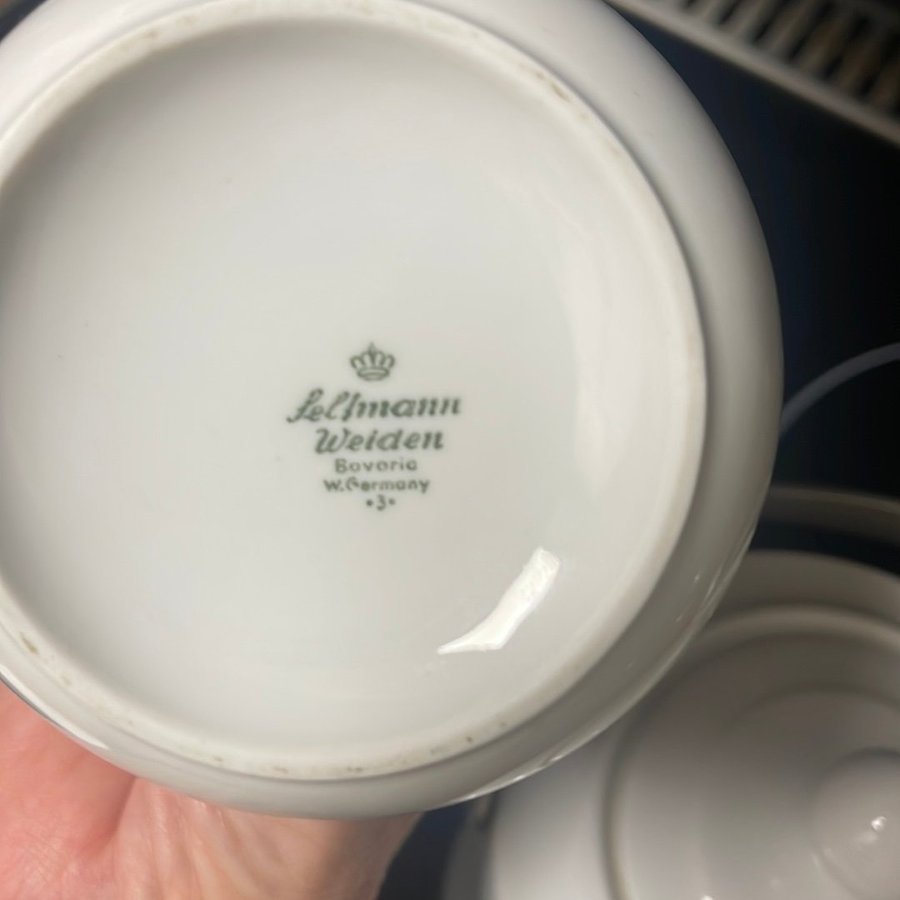 Seltmann
Weiden
Bavaria
W.Germany
•3•